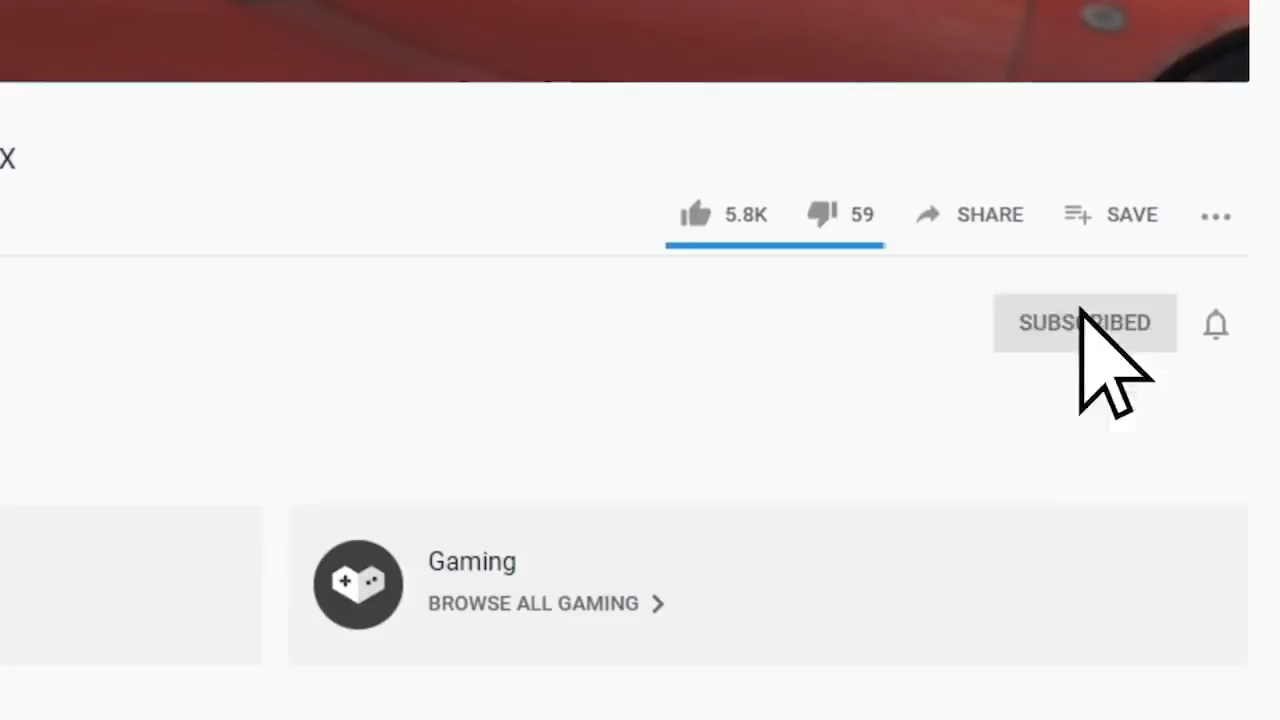 X
5.8K 59 SHARE SAVE
SUBSCRIBED
Gaming
BROWSE ALL GAMING